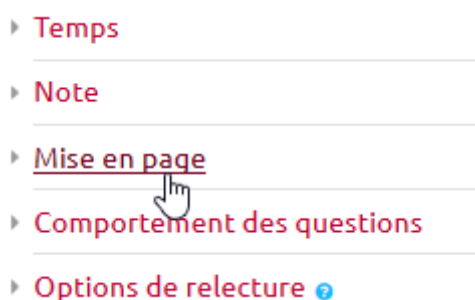 Temps
Note
Mise en page
Comportement des questions
Options de relecture ?